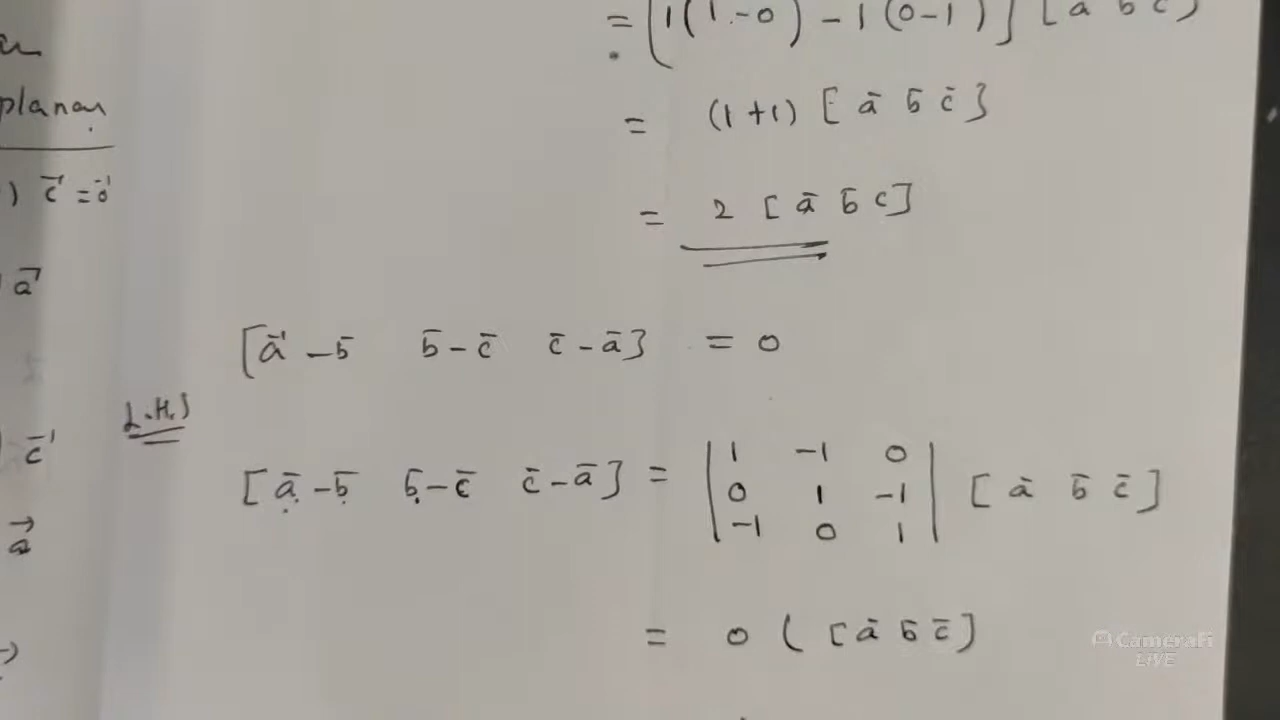 = [1(1-0) - 1(0-1)] [a b c]
planar
= (1+1) [ā b̄ c̄]
) c⃗ = 0⃗
= 2 [ā b̄ c]
a⃗
[a⃗ - b̄ b̄ - c̄ c̄ - ā] = 0
L.H.S
c̄
[ā - b̄ b̄ - c̄ c̄ - ā] = | 1 -1 0 | [ā b̄ c̄]
| 0 1 -1 |
| -1 0 1 |
a⃗
= 0 ( [ā b̄ c̄]
CameraFi
LIVE